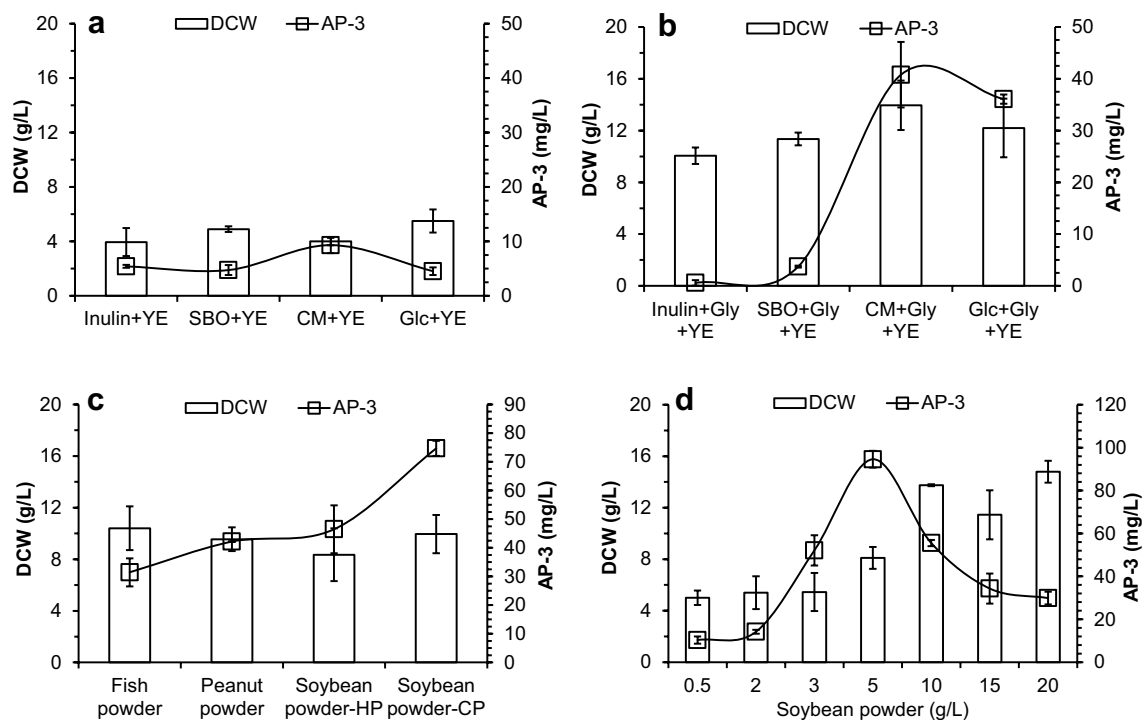 a
DCW AP-3
20
16
12
8
4
0
DCW (g/L)
50
40
30
20
10
0
AP-3 (mg/L)
Inulin+YE SBO+YE CM+YE Glc+YE
b
DCW AP-3
20
16
12
8
4
0
DCW (g/L)
50
40
30
20
10
0
AP-3 (mg/L)
Inulin+Gly SBO+Gly CM+Gly Glc+Gly
+YE +YE +YE +YE
c
DCW AP-3
20
16
12
8
4
0
DCW (g/L)
90
80
70
60
50
40
30
20
10
0
AP-3 (mg/L)
Fish Peanut Soybean Soybean
powder powder powder-HP powder-CP
d
DCW AP-3
20
16
12
8
4
0
DCW (g/L)
120
100
80
60
40
20
0
AP-3 (mg/L)
0.5 2 3 5 10 15 20
Soybean powder (g/L)